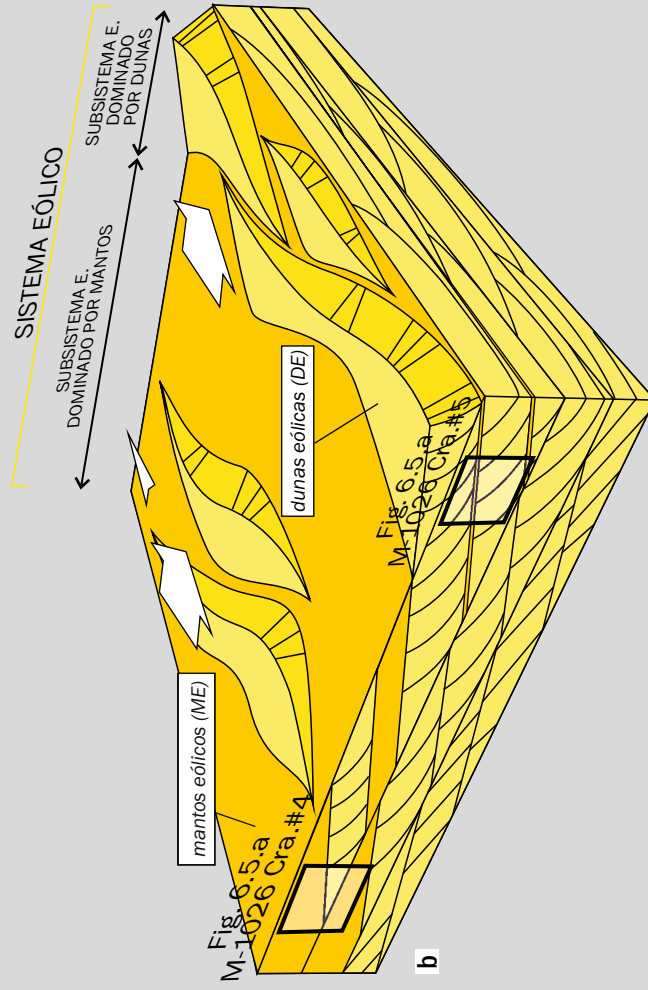 SISTEMA EÓLICO
SUBSISTEMA E.
DOMINADO POR MANTOS
SUBSISTEMA E.
DOMINADO
POR DUNAS
mantos eólicos (ME)
dunas eólicas (DE)
Fig. 6.5.a
M-1026 Cra.#4
Fig. 6.5.a
M-1026 Cra.#5
b